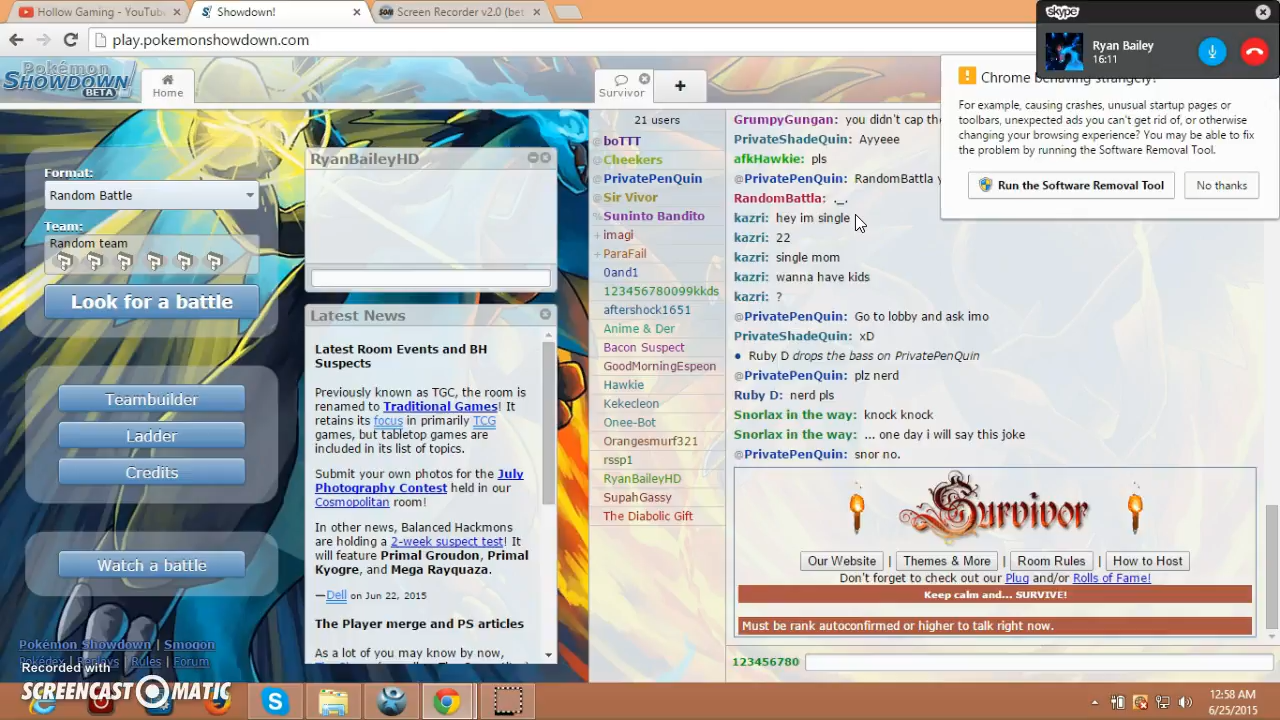 Hollow Gaming - YouTube
Showdown!
Screen Recorder v2.0 (bet
play.pokemonshowdown.com
skype
Ryan Bailey
16:11
Chrome behaving strangely?
For example, causing crashes, unusual startup pages or
toolbars, unexpected ads you can't get rid of, or otherwise
changing your browsing experience? You may be able to fix
the problem by running the Software Removal Tool.
Run the Software Removal Tool
No thanks
Pokémon
SHOWDOWN
BETA
Home
Survivor
Format:
Random Battle
Team:
Random team
Look for a battle
Teambuilder
Ladder
Credits
Watch a battle
Pokémon Showdown | Smogon
Pokédex | Replays | Rules | Forum
Recorded with
SCREENCAST MATIC
RyanBaileyHD
Latest News
Latest Room Events and BH
Suspects
Previously known as TGC, the room is
renamed to Traditional Games! It
retains its focus in primarily TCG
games, but tabletop games are
included in its list of topics.
Submit your own photos for the July
Photography Contest held in our
Cosmopolitan room!
In other news, Balanced Hackmons
are holding a 2-week suspect test! It
will feature Primal Groudon, Primal
Kyogre, and Mega Rayquaza.
—Dell on Jun 22, 2015
The Player merge and PS articles
As a lot of you may know by now,
21 users
boTTT
@Cheekers
@PrivatePenQuin
@Sir Vivor
%Suninto Bandito
+imagi
+ParaFail
0and1
123456780099kkds
aftershock1651
Anime & Der
Bacon Suspect
GoodMorningEspeon
Hawkie
Kekecleon
Onee-Bot
Orangesmurf321
rssp1
RyanBaileyHD
SupahGassy
The Diabolic Gift
GrumpyGungan: you didn't cap the
PrivateShadeQuin: Ayyeee
afkHawkie: pls
@PrivatePenQuin: RandomBattla
RandomBattla: ._.
kazri: hey im single
kazri: 22
kazri: single mom
kazri: wanna have kids
kazri: ?
@PrivatePenQuin: Go to lobby and ask imo
PrivateShadeQuin: xD
• Ruby D drops the bass on PrivatePenQuin
@PrivatePenQuin: plz nerd
Ruby D: nerd pls
Snorlax in the way: knock knock
Snorlax in the way: ... one day i will say this joke
@PrivatePenQuin: snor no.
Survivor
Our Website | Themes & More | Room Rules | How to Host
Don't forget to check out our Plug and/or Rolls of Fame!
Keep calm and... SURVIVE!
Must be rank autoconfirmed or higher to talk right now.
123456780
12:58 AM
6/25/2015